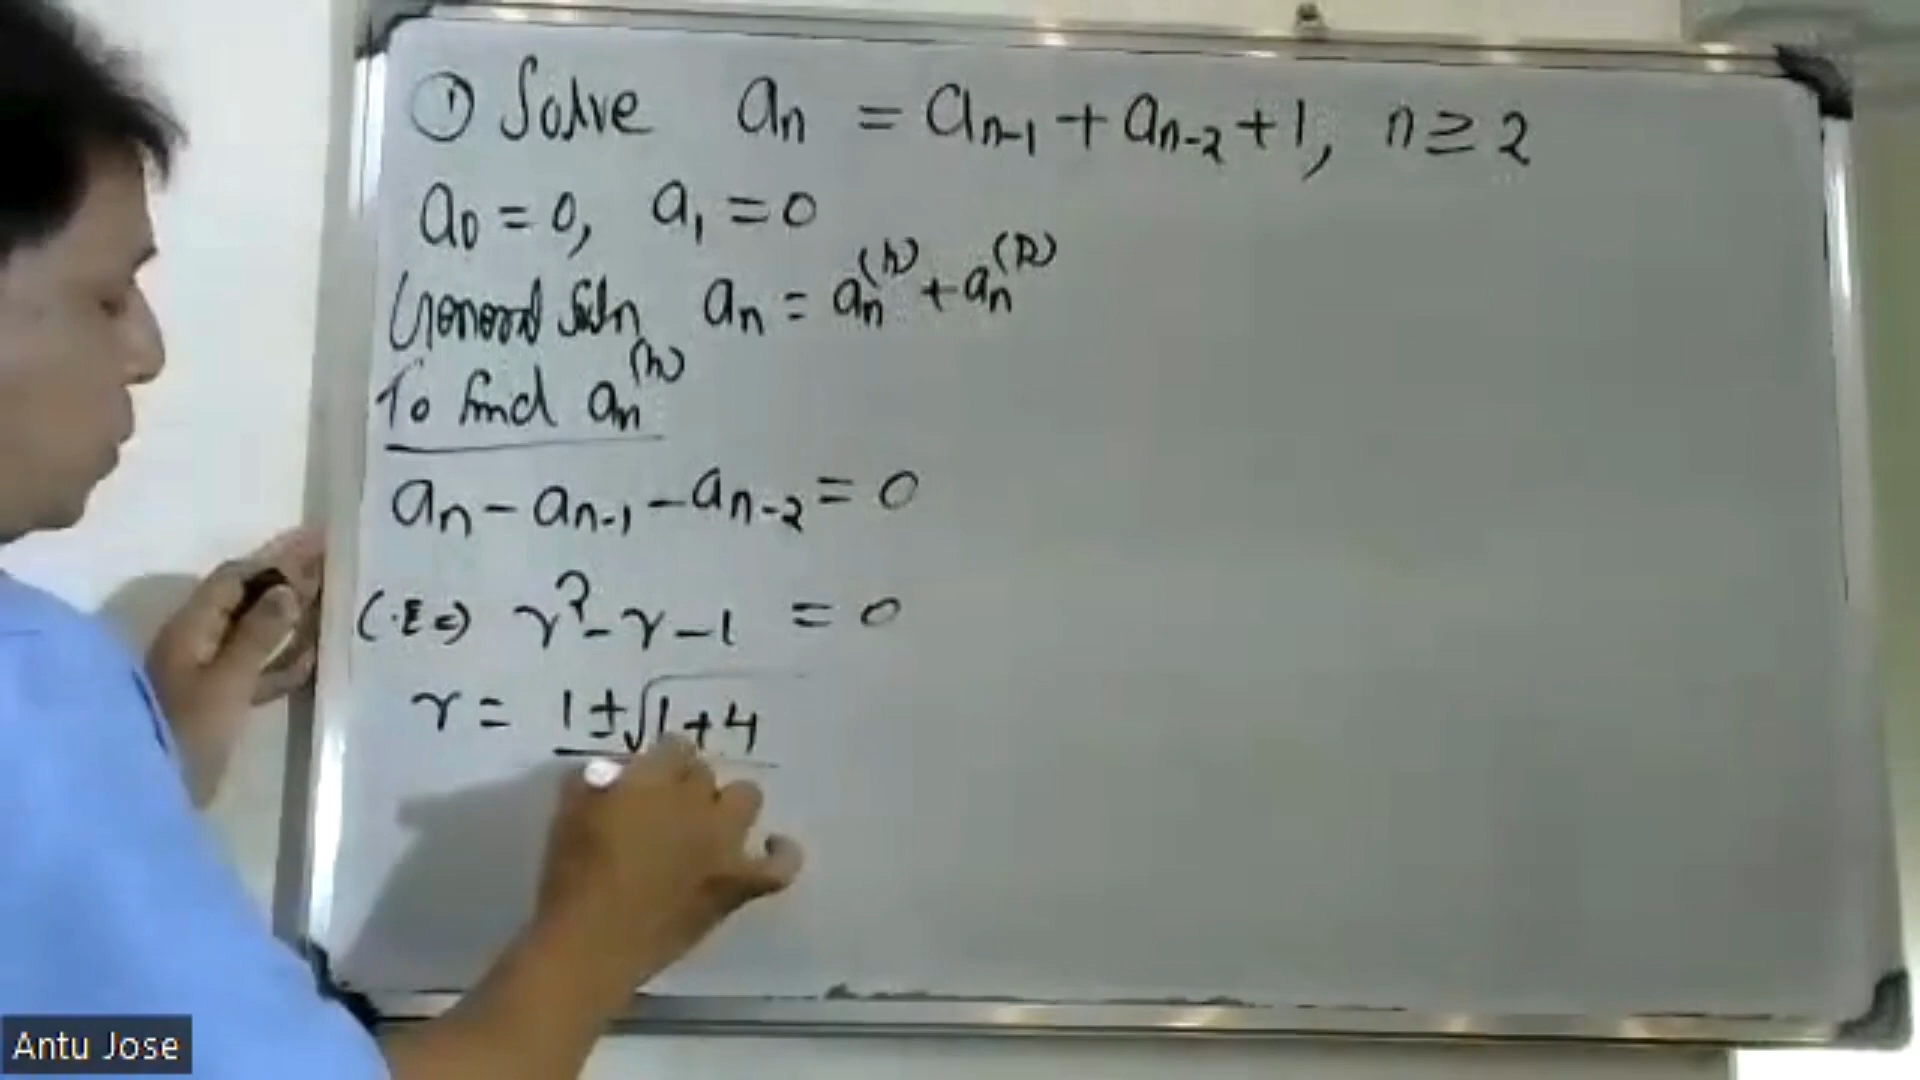 ① Solve aₙ = aₙ₋₁ + aₙ₋₂ + 1, n ≥ 2
a₀ = 0, a₁ = 0
General Soln aₙ = aₙ⁽ʰ⁾ + aₙ⁽ᵖ⁾
To find aₙ⁽ʰ⁾
aₙ - aₙ₋₁ - aₙ₋₂ = 0
C.E => r² - r - 1 = 0
r = 1 ± √1+4
Antu Jose